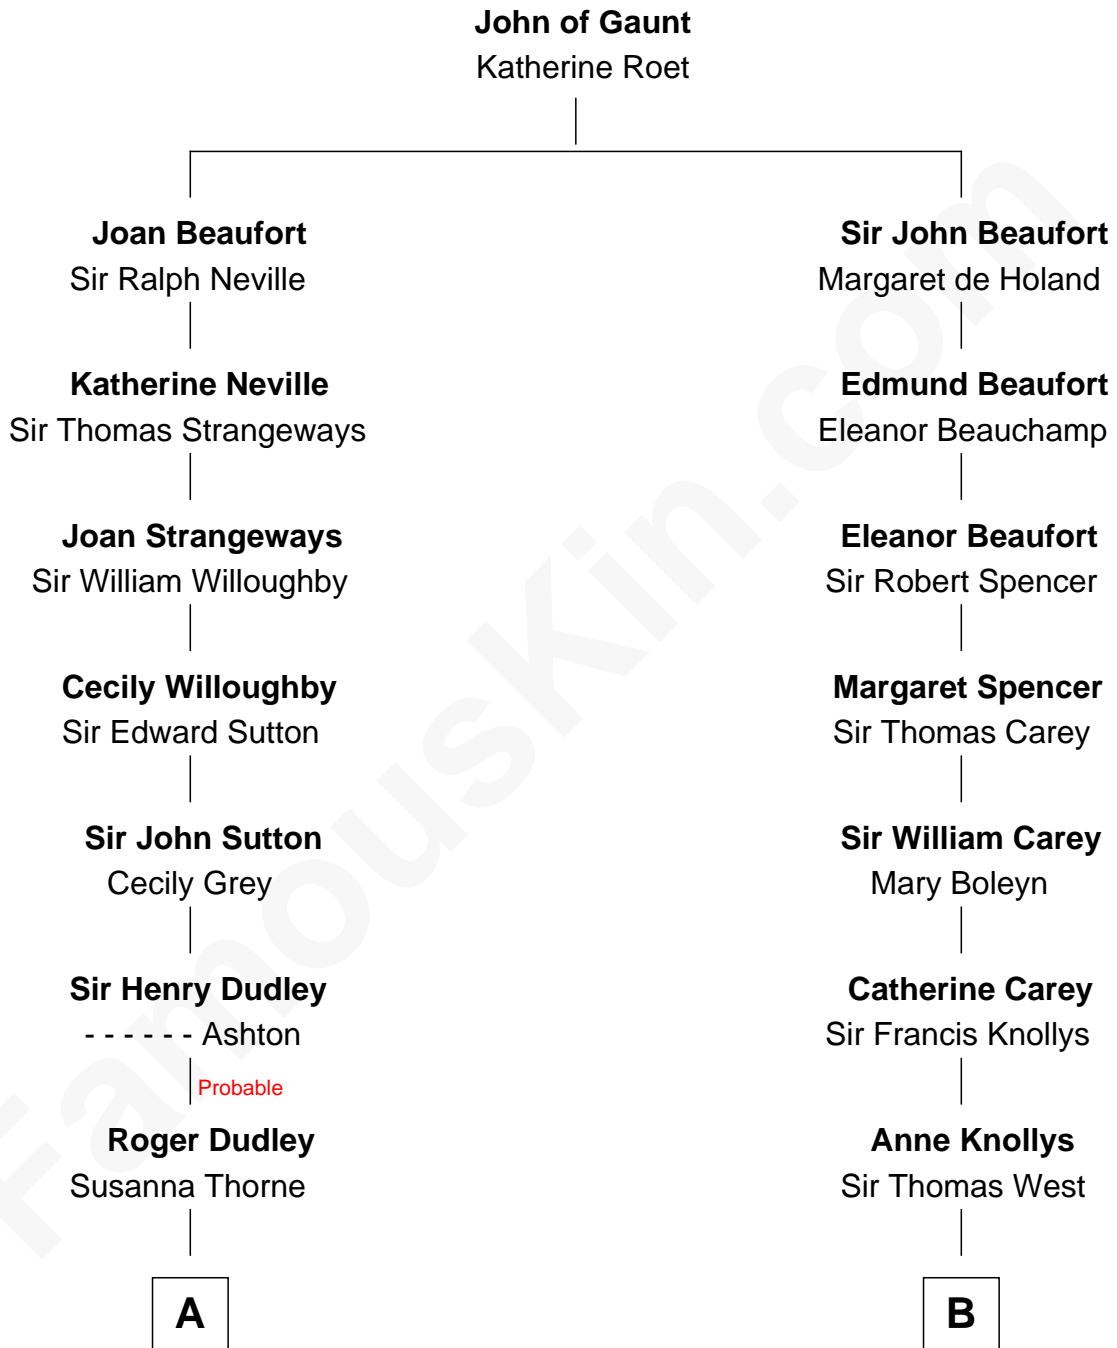 John of Gaunt
Katherine Roet
Joan Beaufort
Sir Ralph Neville
Sir John Beaufort
Margaret de Holand
Katherine Neville
Sir Thomas Strangeways
Edmund Beaufort
Eleanor Beauchamp
Joan Strangeways
Sir William Willoughby
Eleanor Beaufort
Sir Robert Spencer
Cecily Willoughby
Sir Edward Sutton
Margaret Spencer
Sir Thomas Carey
Sir John Sutton
Cecily Grey
Sir William Carey
Mary Boleyn
Sir Henry Dudley
- - - - - - Ashton
Catherine Carey
Sir Francis Knollys
Probable
Roger Dudley
Susanna Thorne
Anne Knollys
Sir Thomas West
A
B
FamousKin.com